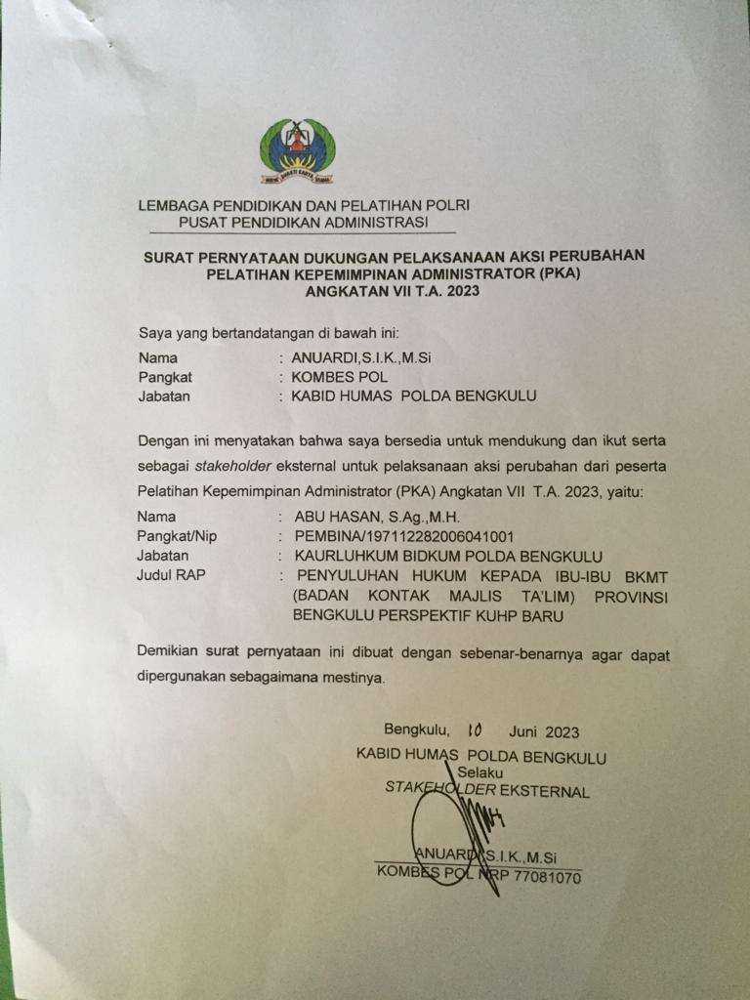 LEMBAGA PENDIDIKAN DAN PELATIHAN POLRI
PUSAT PENDIDIKAN ADMINISTRASI
SURAT PERNYATAAN DUKUNGAN PELAKSANAAN AKSI PERUBAHAN
PELATIHAN KEPEMIMPINAN ADMINISTRATOR (PKA)
ANGKATAN VII T.A. 2023
Saya yang bertandatangan di bawah ini:
Nama : ANUARDI,S.I.K.,M.Si
Pangkat : KOMBES POL
Jabatan : KABID HUMAS POLDA BENGKULU
Dengan ini menyatakan bahwa saya bersedia untuk mendukung dan ikut serta
sebagai stakeholder eksternal untuk pelaksanaan aksi perubahan dari peserta
Pelatihan Kepemimpinan Administrator (PKA) Angkatan VII T.A. 2023, yaitu:
Nama : ABU HASAN, S.Ag.,M.H.
Pangkat/Nip : PEMBINA/197112282006041001
Jabatan : KAURLUHKUM BIDKUM POLDA BENGKULU
Judul RAP : PENYULUHAN HUKUM KEPADA IBU-IBU BKMT
(BADAN KONTAK MAJLIS TA'LIM) PROVINSI
BENGKULU PERSPEKTIF KUHP BARU
Demikian surat pernyataan ini dibuat dengan sebenar-benarnya agar dapat
dipergunakan sebagaimana mestinya.
Bengkulu, 10 Juni 2023
KABID HUMAS POLDA BENGKULU
Selaku
STAKEHOLDER EKSTERNAL
ANUARDI,S.I.K.,M.Si
KOMBES POL NRP 77081070